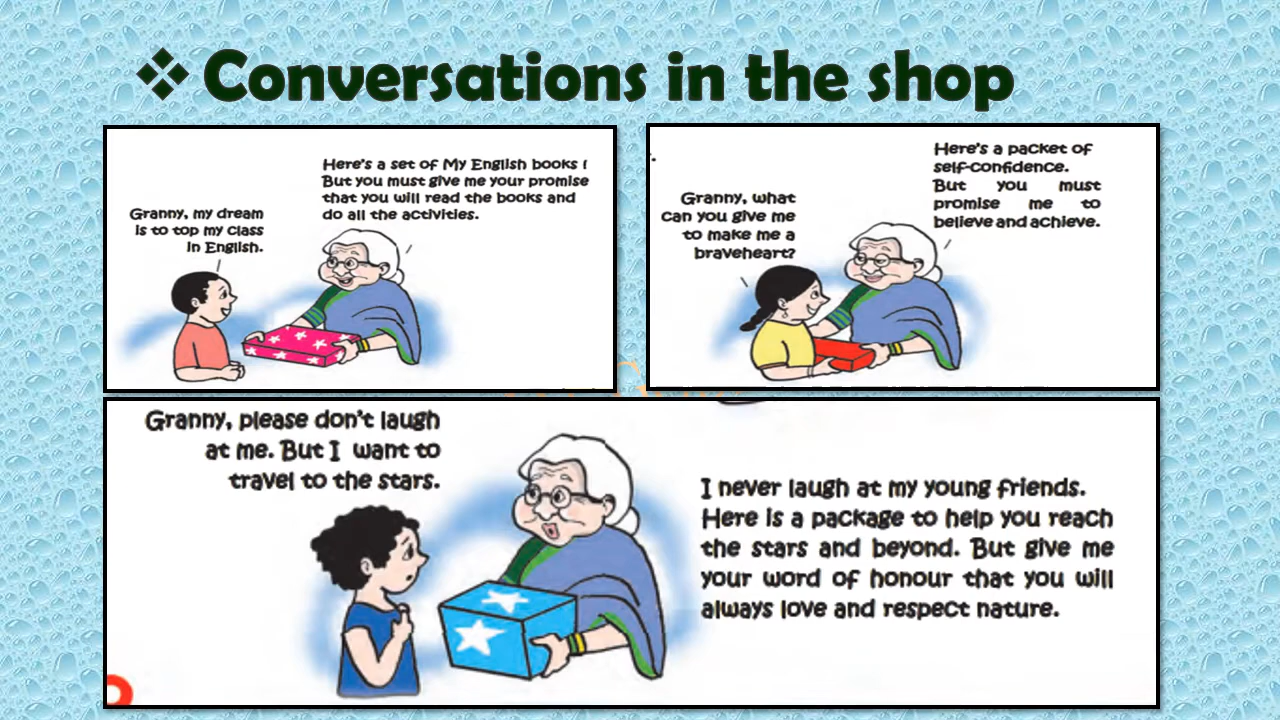 ❖Conversations in the shop
Granny, my dream
is to top my class
in English.
Here's a set of My English books !
But you must give me your promise
that you will read the books and
do all the activities.
Granny, what
can you give me
to make me a
braveheart?
Here's a packet of
self-confidence.
But you must
promise me to
believe and achieve.
Granny, please don't laugh
at me. But I want to
travel to the stars.
I never laugh at my young friends.
Here is a package to help you reach
the stars and beyond. But give me
your word of honour that you will
always love and respect nature.